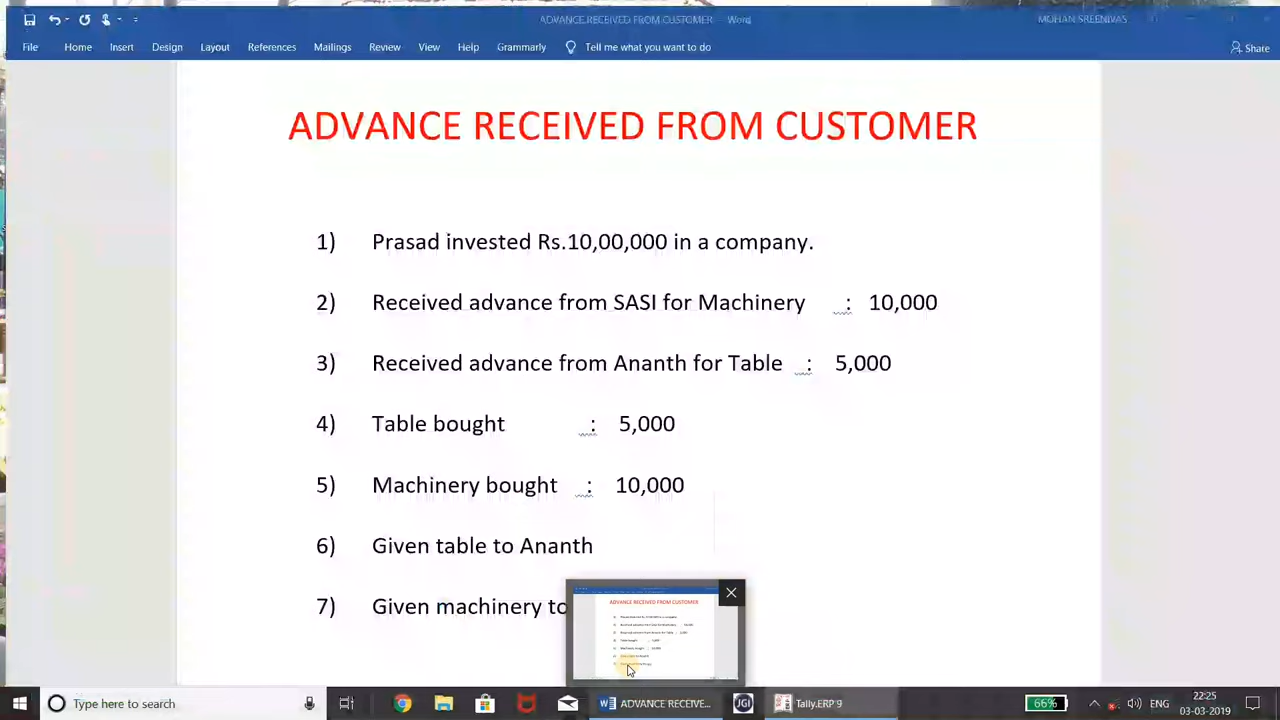 ADVANCE RECEIVED FROM CUSTOMER - Word
MOHAN SREENIVAS
File Home Insert Design Layout References Mailings Review View Help Grammarly Tell me what you want to do Share
ADVANCE RECEIVED FROM CUSTOMER
1) Prasad invested Rs.10,00,000 in a company.
2) Received advance from SASI for Machinery : 10,000
3) Received advance from Ananth for Table : 5,000
4) Table bought : 5,000
5) Machinery bought : 10,000
6) Given table to Ananth
7) Given machinery to
ADVANCE RECEIVED FROM CUSTOMER
Type here to search
ADVANCE RECEIVE...
JGI
Tally.ERP 9
66%
ENG
22:25
03-03-2019